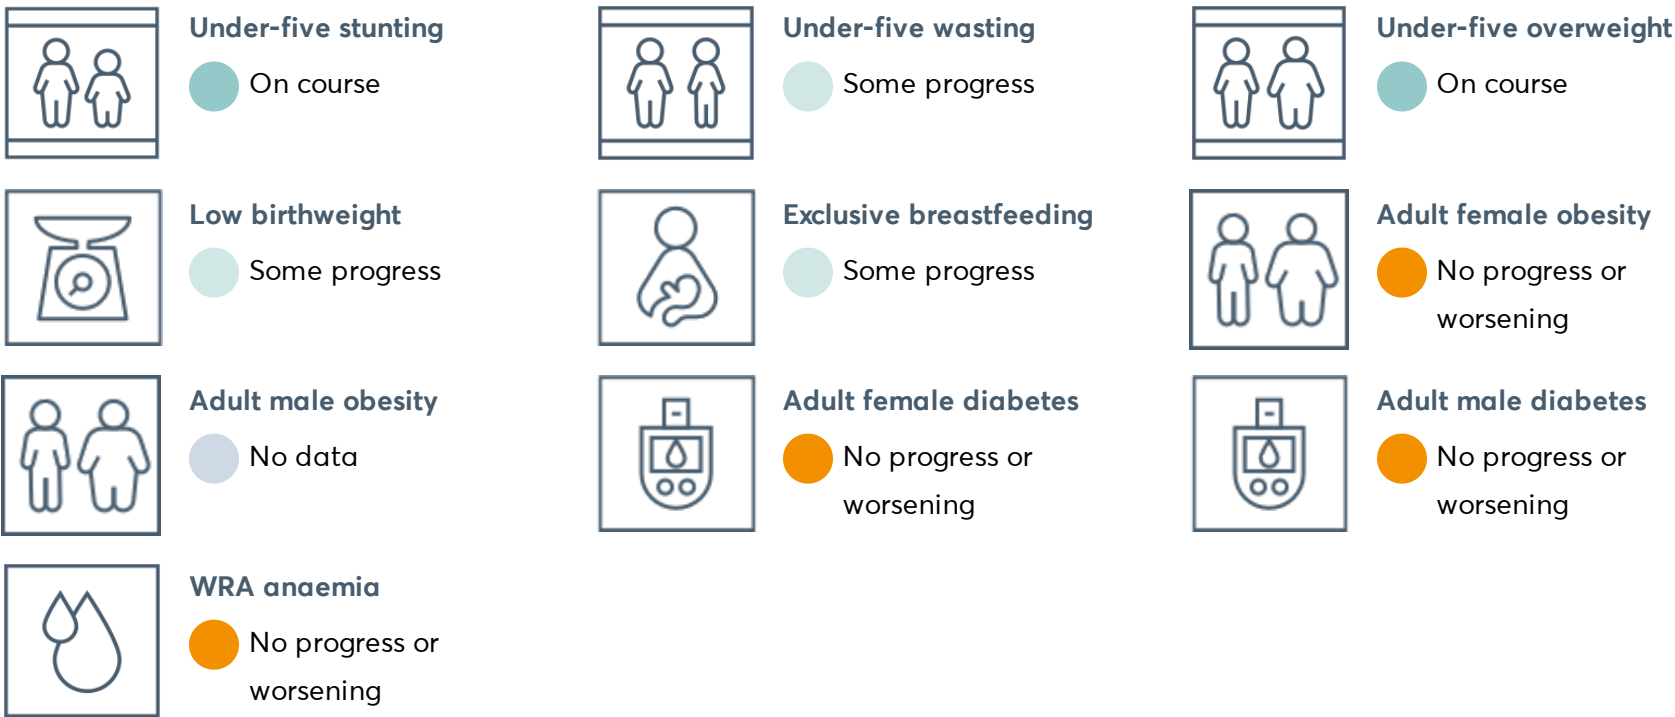 Under-five stunting
On course
Under-five wasting
Some progress
Under-five overweight
On course
Low birthweight
Some progress
Exclusive breastfeeding
Some progress
Adult female obesity
No progress or
worsening
Adult male obesity
No data
Adult female diabetes
No progress or
worsening
Adult male diabetes
No progress or
worsening
WRA anaemia
No progress or
worsening